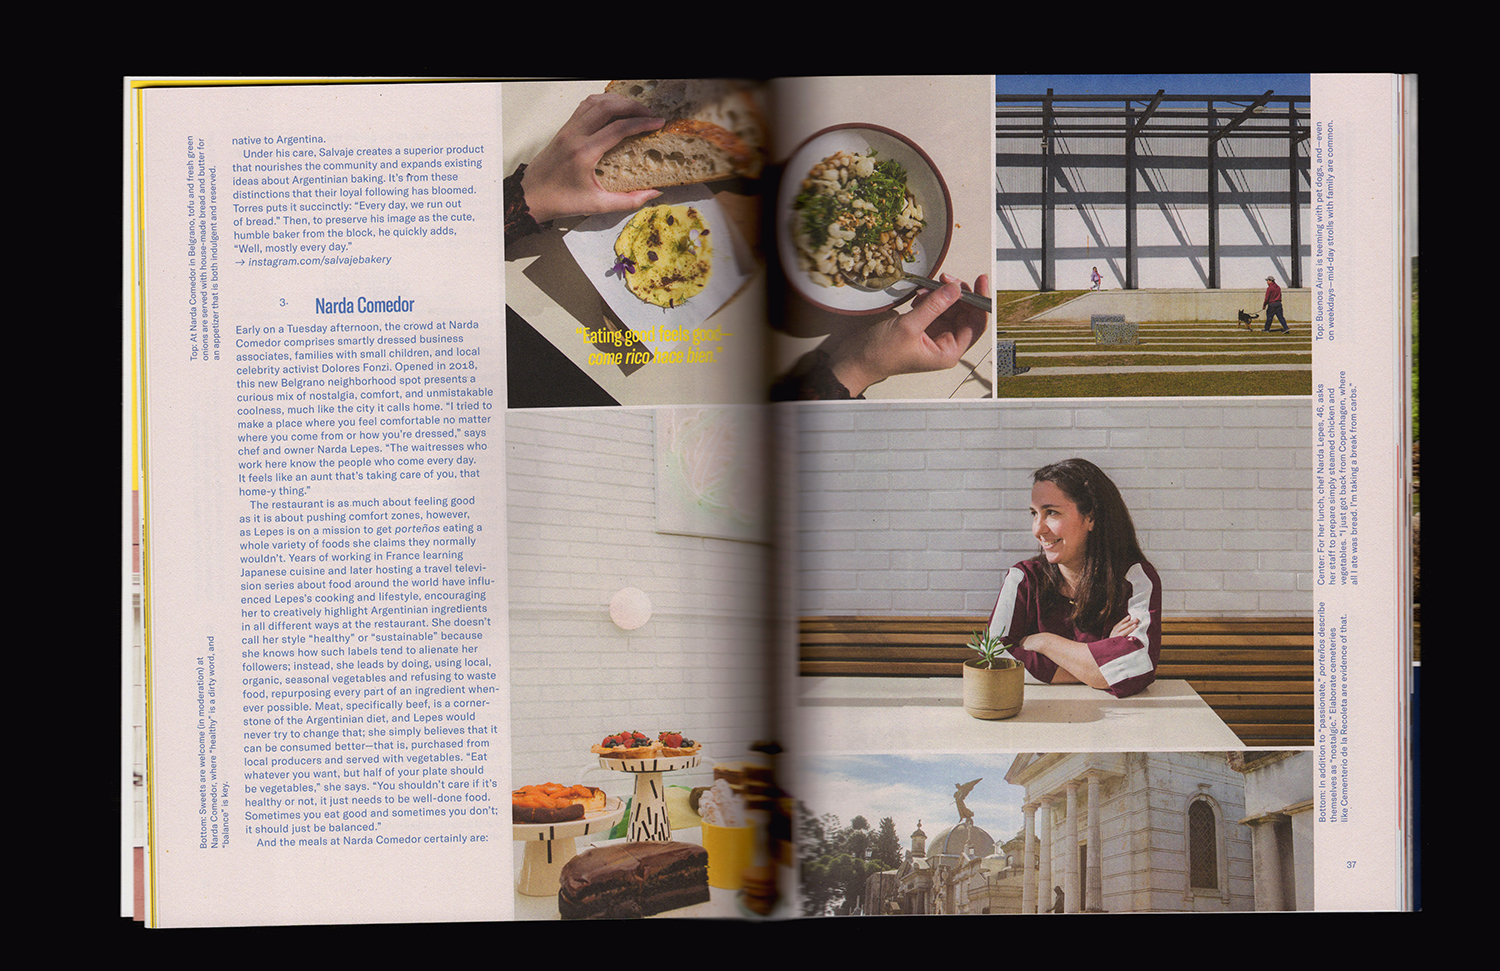 Top: At Narda Comedor in Belgrano, tofu and fresh green
onions are served with house-made bread and butter for
an appetizer that is both indulgent and reserved.
Bottom: Sweets are welcome (in moderation) at
Narda Comedor, where “healthy” is a dirty word, and
“balance” is key.
native to Argentina.
Under his care, Salvaje creates a superior product
that nourishes the community and expands existing
ideas about Argentinian baking. It’s from these
distinctions that their loyal following has bloomed.
Torres puts it succinctly: “Every day, we run out
of bread.” Then, to preserve his image as the cute,
humble baker from the block, he quickly adds,
“Well, mostly every day.”
→ instagram.com/salvajebakery
3. Narda Comedor
Early on a Tuesday afternoon, the crowd at Narda
Comedor comprises smartly dressed business
associates, families with small children, and local
celebrity activist Dolores Fonzi. Opened in 2018,
this new Belgrano neighborhood spot presents a
curious mix of nostalgia, comfort, and unmistakable
coolness, much like the city it calls home. “I tried to
make a place where you feel comfortable no matter
where you come from or how you’re dressed,” says
chef and owner Narda Lepes. “The waitresses who
work here know the people who come every day.
It feels like an aunt that’s taking care of you, that
home-y thing.”
The restaurant is as much about feeling good
as it is about pushing comfort zones, however,
as Lepes is on a mission to get porteños eating a
whole variety of foods she claims they normally
wouldn’t. Years of working in France learning
Japanese cuisine and later hosting a travel televi-
sion series about food around the world have influ-
enced Lepes’s cooking and lifestyle, encouraging
her to creatively highlight Argentinian ingredients
in all different ways at the restaurant. She doesn’t
call her style “healthy” or “sustainable” because
she knows how such labels tend to alienate her
followers; instead, she leads by doing, using local,
organic, seasonal vegetables and refusing to waste
food, repurposing every part of an ingredient when-
ever possible. Meat, specifically beef, is a corner-
stone of the Argentinian diet, and Lepes would
never try to change that; she simply believes that it
can be consumed better—that is, purchased from
local producers and served with vegetables. “Eat
whatever you want, but half of your plate should
be vegetables,” she says. “You shouldn’t care if it’s
healthy or not, it just needs to be well-done food.
Sometimes you eat good and sometimes you don’t;
it should just be balanced.”
And the meals at Narda Comedor certainly are:
“Eating good feels good—
come rico hace bien.”
Top: Buenos Aires is teeming with pet dogs, and—even
on weekdays—mid-day strolls with family are common.
Center: For her lunch, chef Narda Lepes, 46, asks
her staff to prepare simply steamed chicken and
vegetables. “I just got back from Copenhagen, where
all I ate was bread. I’m taking a break from carbs.”
Bottom: In addition to “passionate,” porteños describe
themselves as “nostalgic.” Elaborate cemeteries
like Cementerio de la Recoleta are evidence of that.
37